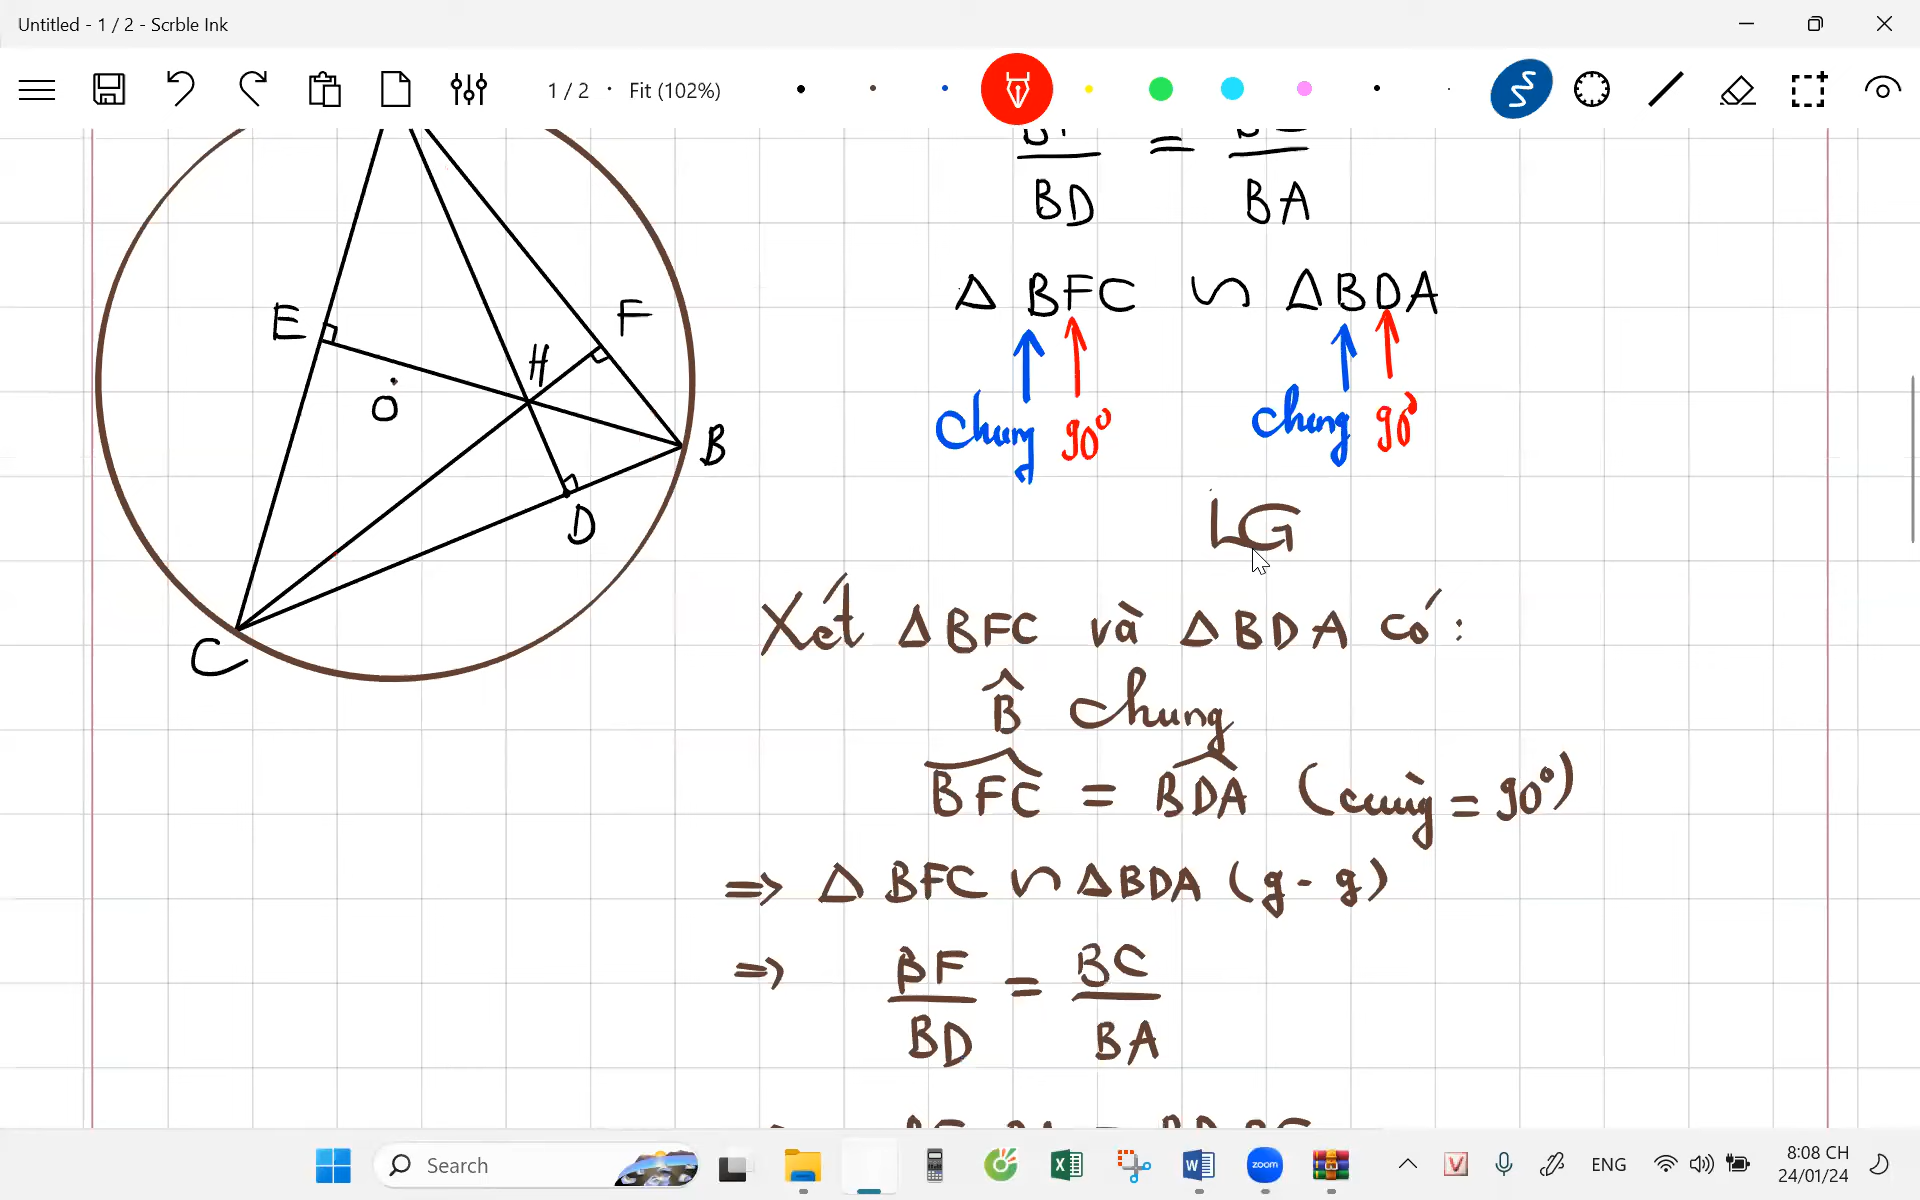 Untitled - 1 / 2 - Scrble Ink
1 / 2 · Fit (102%)
E
F
H
O
B
D
C
= 
BD BA
Δ BFC ∽ Δ BDA
chung 90° chung 90°
LG
Xét Δ BFC và Δ BDA có:
B̂ chung
BFC = BDA (cùng = 90°)
=> Δ BFC ∽ Δ BDA (g - g)
=> BF/BD = BC/BA
Search
zoom
ENG
8:08 CH
24/01/24